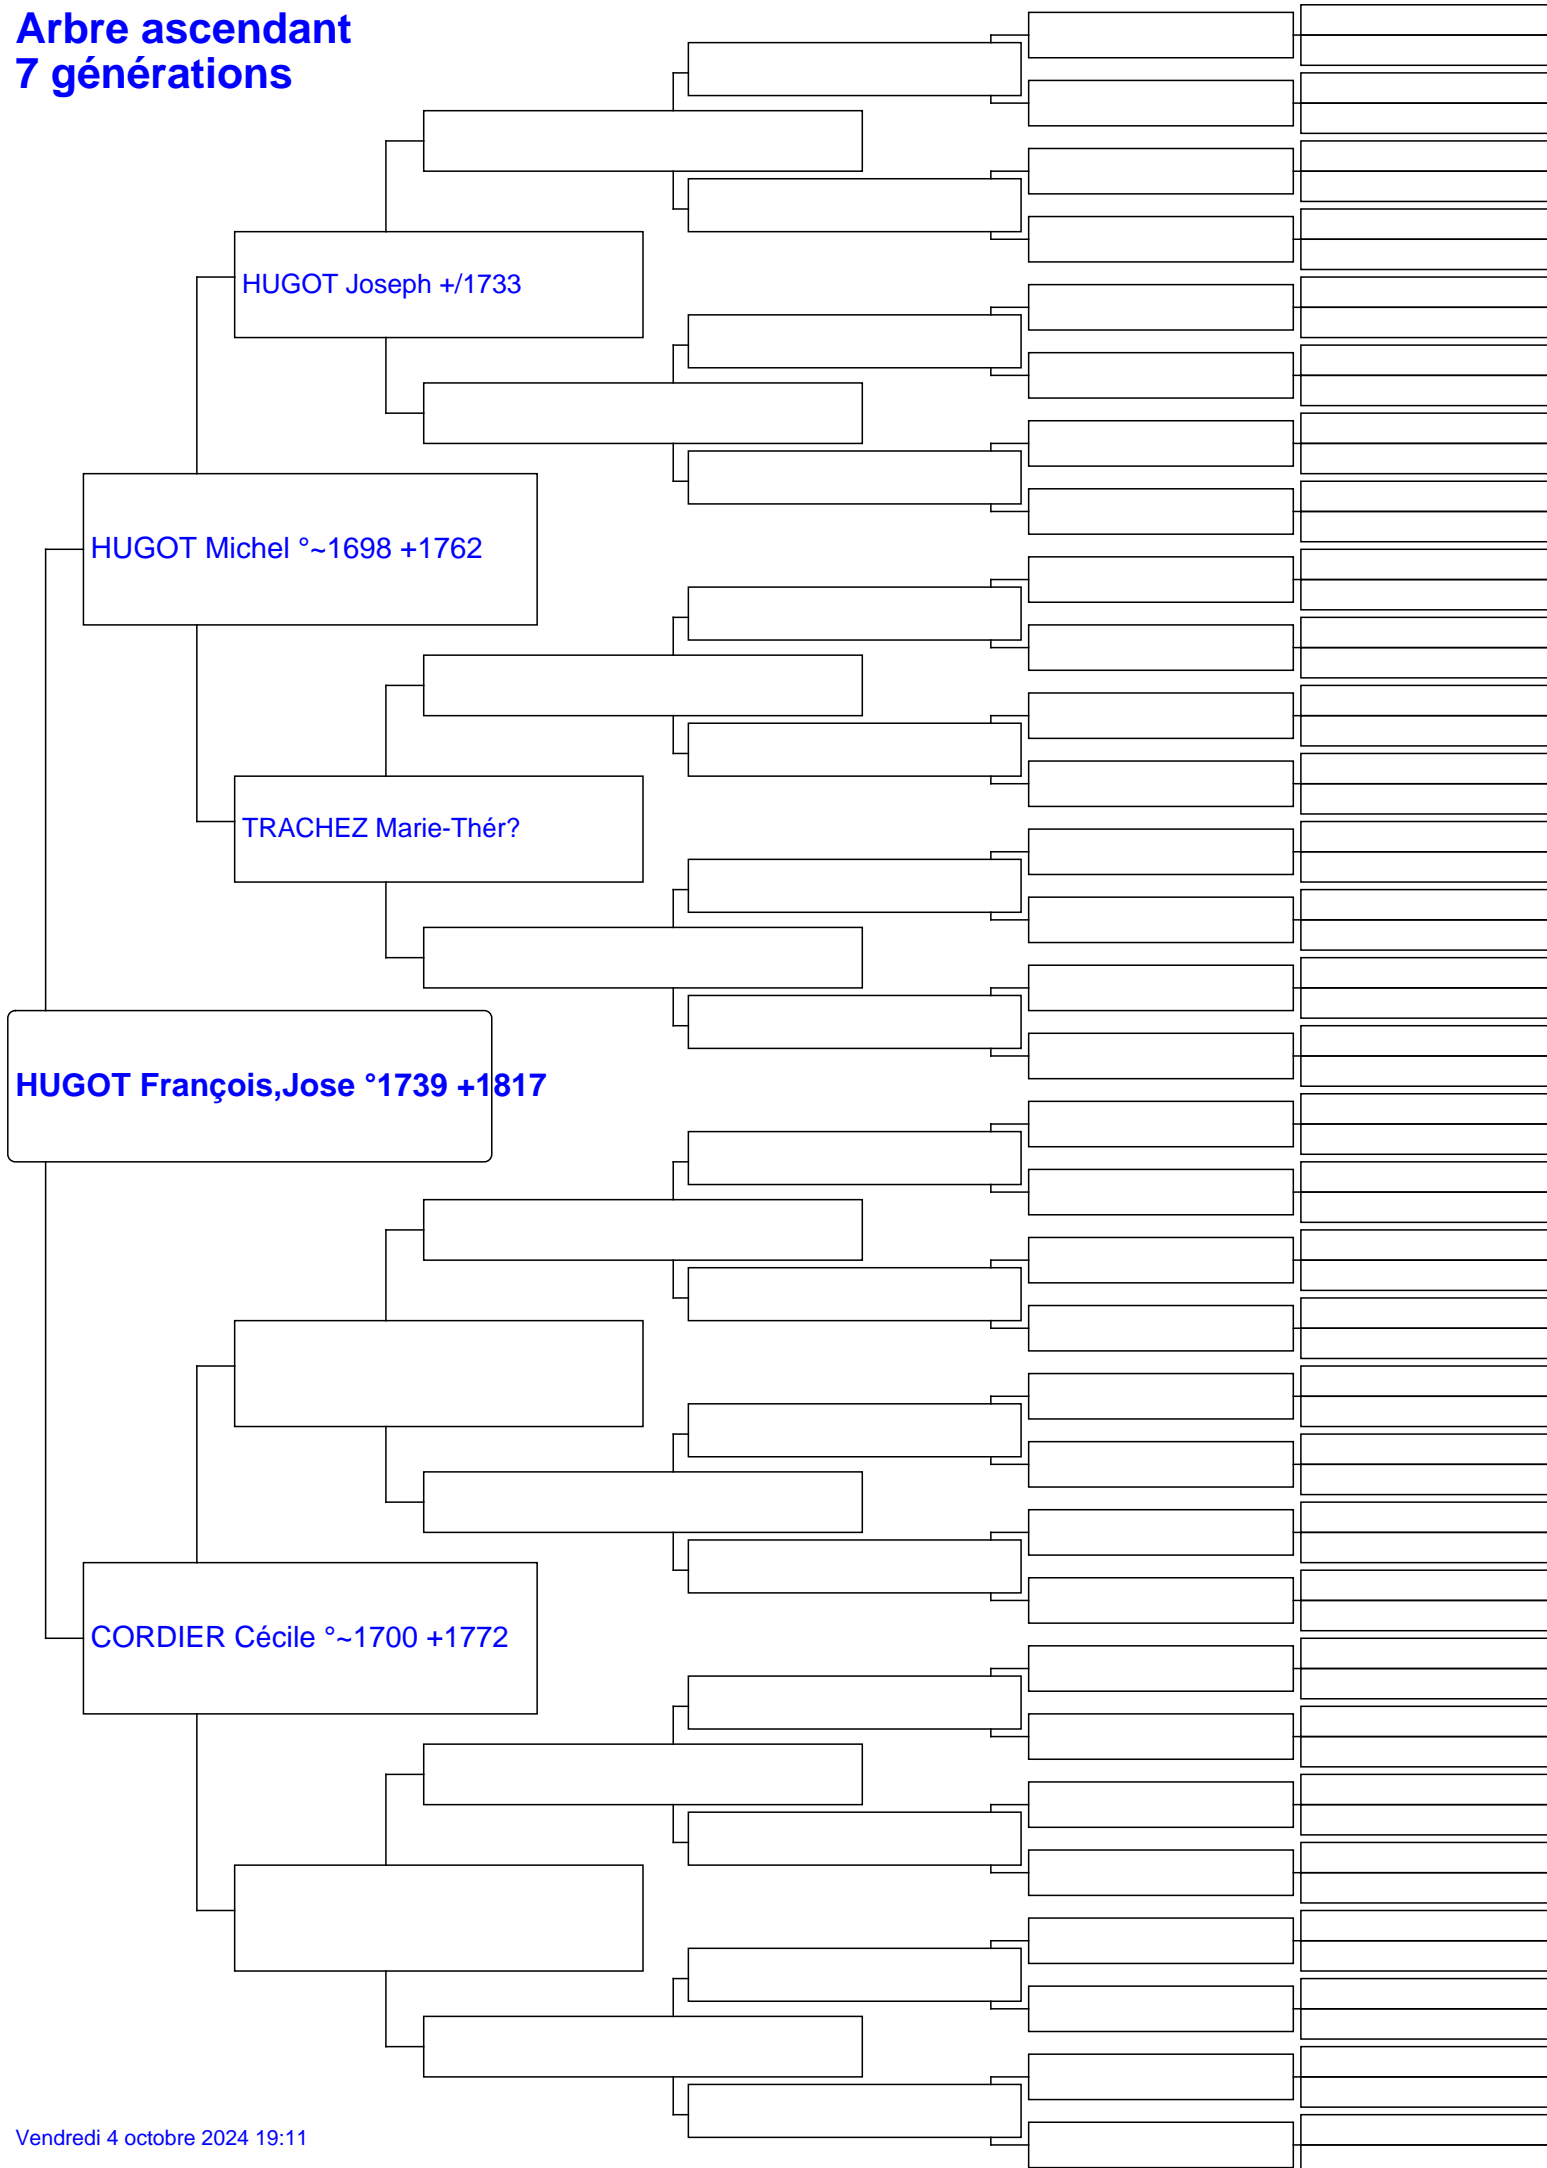 Arbre ascendant
7 générations
HUGOT Joseph +/1733
HUGOT Michel °~1698 +1762
TRACHEZ Marie-Thér?
HUGOT François,Jose °1739 +1817
CORDIER Cécile °~1700 +1772
Vendredi 4 octobre 2024 19:11